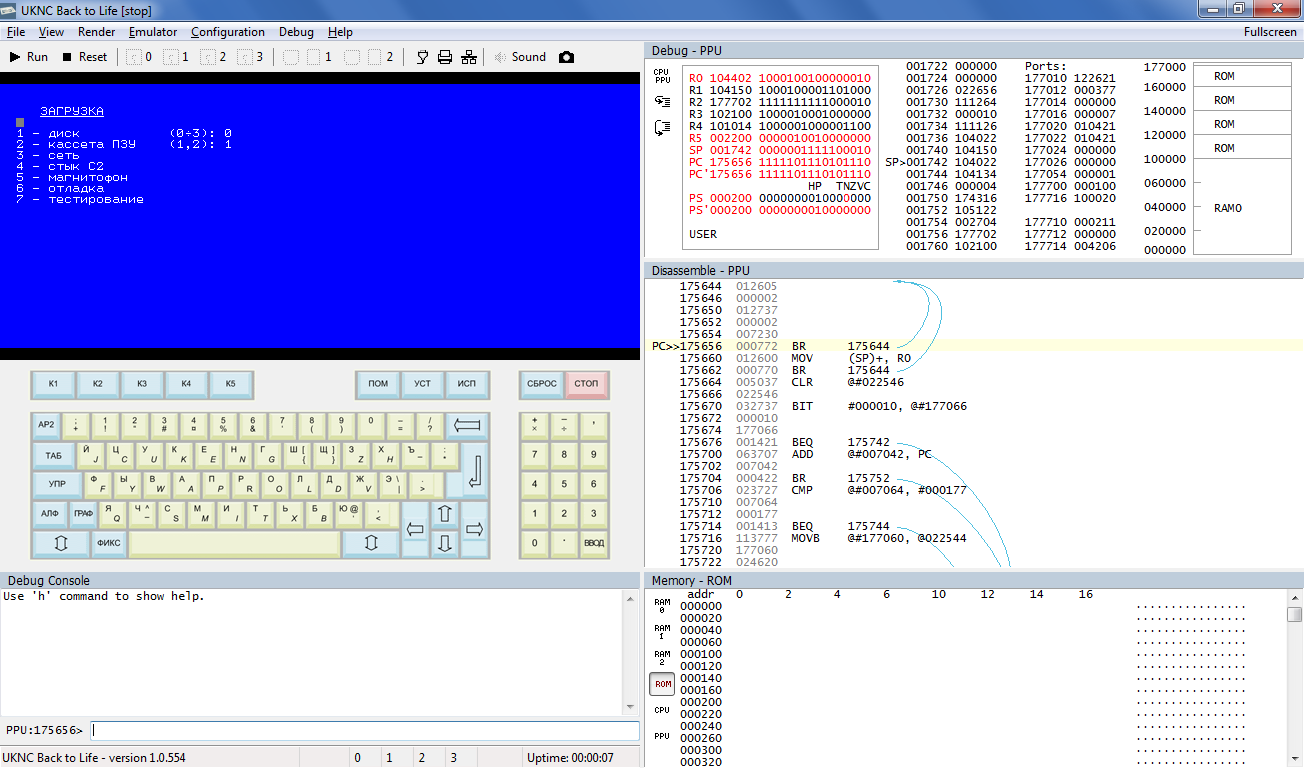 UKNC Back to Life [stop]
File View Render Emulator Configuration Debug Help Fullscreen
Run Reset 0 1 2 3 1 2 Sound
ЗАГРУЗКА
1 - диск (0÷3): 0
2 - кассета ПЗУ (1,2): 1
3 - сеть
4 - стык С2
5 - магнитофон
6 - отладка
7 - тестирование
К1 К2 К3 К4 К5 ПОМ УСТ ИСП СБРОС СТОП
АР2 ; + 1 ! 2 " 3 # 4 ¤ 5 % 6 & 7 ' 8 ( 9 ) 0 - = / ? + × − ÷ ,
ТАБ Й J Ц C У U К K Е E Н N Г G Ш [ { Щ ] } З Z Х H Ъ – : * 7 8 9
УПР Ф F Ы Y В W А A П P Р R О O Л L Д D Ж V Э \ | . > 4 5 6
АЛФ ГРАФ Я Q Ч ^ ¬ С S М M И I Т T Ь X Б B Ю @ , < 1 2 3
ФИКС 0 . ВВОД
Debug Console
Use 'h' command to show help.
PPU:175656>
UKNC Back to Life - version 1.0.554 0 1 2 3 Uptime: 00:00:07
Debug - PPU
CPU
PPU
R0 104402 1000100100000010
R1 104150 1000100001101000
R2 177702 1111111111000010
R3 102100 1000010001000000
R4 101014 1000001000001100
R5 002200 0000010010000000
SP 001742 0000001111100010
PC 175656 1111101110101110
PC'175656 1111101110101110
HP TNZVC
PS 000200 0000000010000000
PS'000200 0000000010000000
USER
001722 000000
001724 000000
001726 022656
001730 111264
001732 000010
001734 111126
001736 104022
001740 104150
SP>001742 104022
001744 104134
001746 000004
001750 174316
001752 105122
001754 002704
001756 177702
001760 102100
Ports:
177010 122621
177012 000377
177014 000000
177016 000007
177020 010421
177022 010421
177024 000000
177026 000000
177054 000001
177700 000100
177716 100020
177710 000211
177712 000000
177714 004206
177000
ROM
160000
ROM
140000
ROM
120000
ROM
100000
060000
040000 RAM0
020000
000000
Disassemble - PPU
175644 012605
175646 000002
175650 012737
175652 000002
175654 007230
PC>>175656 000772 BR 175644
175660 012600 MOV (SP)+, R0
175662 000770 BR 175644
175664 005037 CLR @#022546
175666 022546
175670 032737 BIT #000010, @#177066
175672 000010
175674 177066
175676 001421 BEQ 175742
175700 063707 ADD @#007042, PC
175702 007042
175704 000422 BR 175752
175706 023727 CMP @#007064, #000177
175710 007064
175712 000177
175714 001413 BEQ 175744
175716 113777 MOVB @#177060, @022544
175720 177060
175722 024620
Memory - ROM
addr 0 2 4 6 10 12 14 16
RAM
0
RAM
1
RAM
2
ROM
CPU
PPU
000000 ................
000020 ................
000040 ................
000060 ................
000100 ................
000120 ................
000140 ................
000160 ................
000200 ................
000220 ................
000240 ................
000260 ................
000300 ................
000320 ................